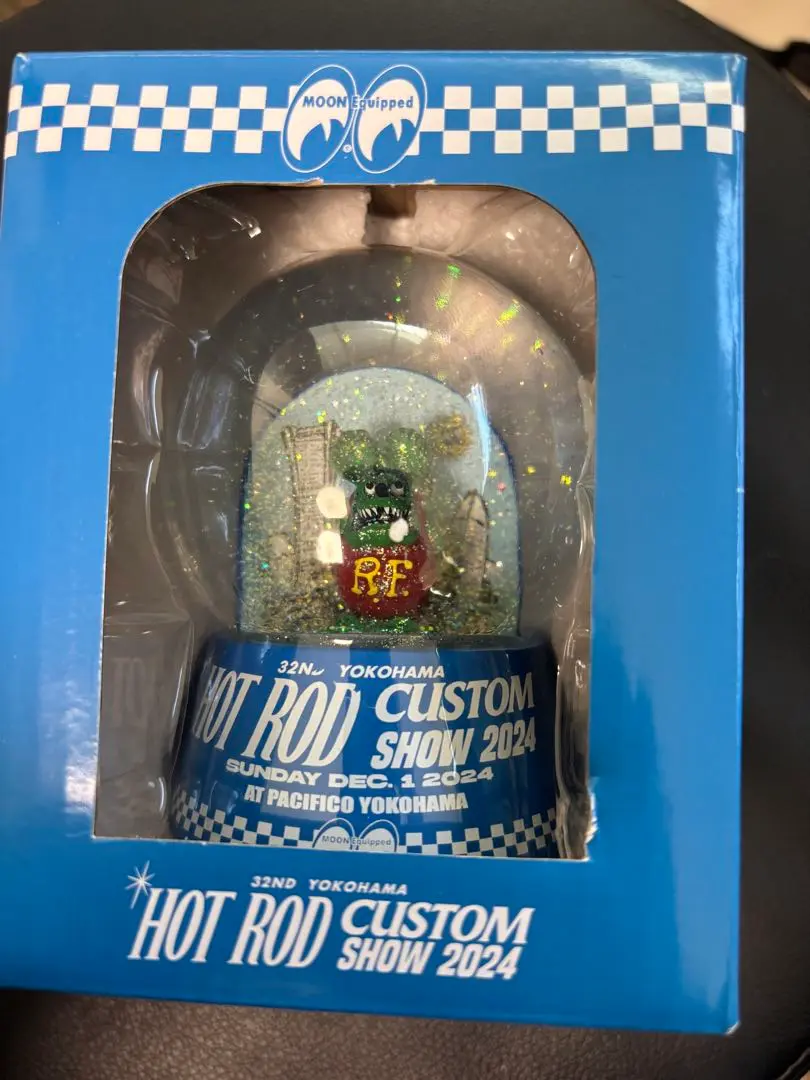 MOON Equipped
R.F.
32ND YOKOHAMA
HOT ROD CUSTOM
SHOW 2024
SUNDAY DEC. 1 2024
AT PACIFICO YOKOHAMA
MOON Equipped
32ND YOKOHAMA
HOT ROD CUSTOM
SHOW 2024